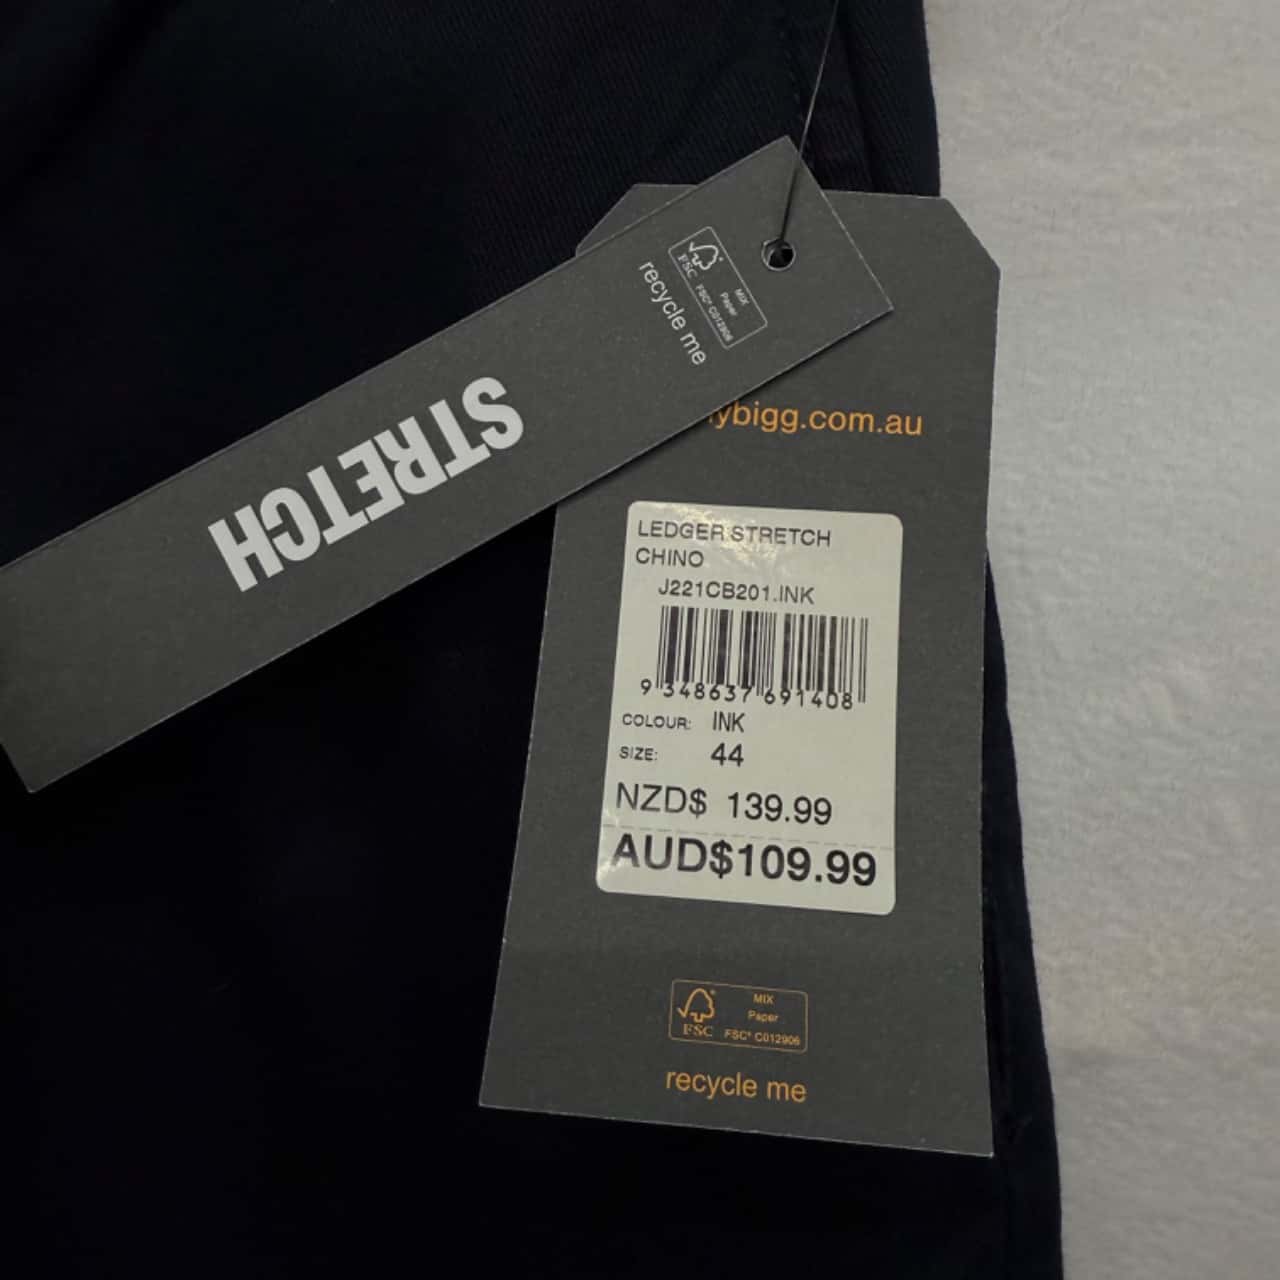 FSC
MIX
Paper
FSC® C012906
recycle me
STRETCH
ybigg.com.au
LEDGER STRETCH
CHINO
J221CB201.INK
9 348637 691408
COLOUR: INK
SIZE: 44
NZD$ 139.99
AUD$109.99
FSC
MIX
Paper
FSC® C012906
recycle me